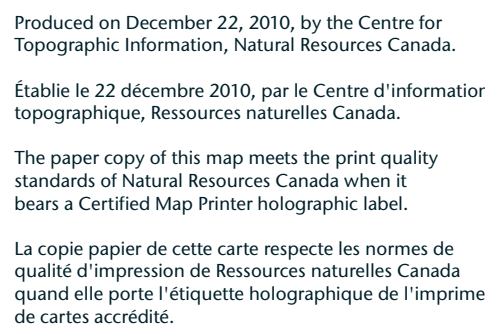 Produced on December 22, 2010, by the Centre for
Topographic Information, Natural Resources Canada.
Établie le 22 décembre 2010, par le Centre d'information
topographique, Ressources naturelles Canada.
The paper copy of this map meets the print quality
standards of Natural Resources Canada when it
bears a Certified Map Printer holographic label.
La copie papier de cette carte respecte les normes de
qualité d'impression de Ressources naturelles Canada
quand elle porte l'étiquette holographique de l'imprime
de cartes accrédité.